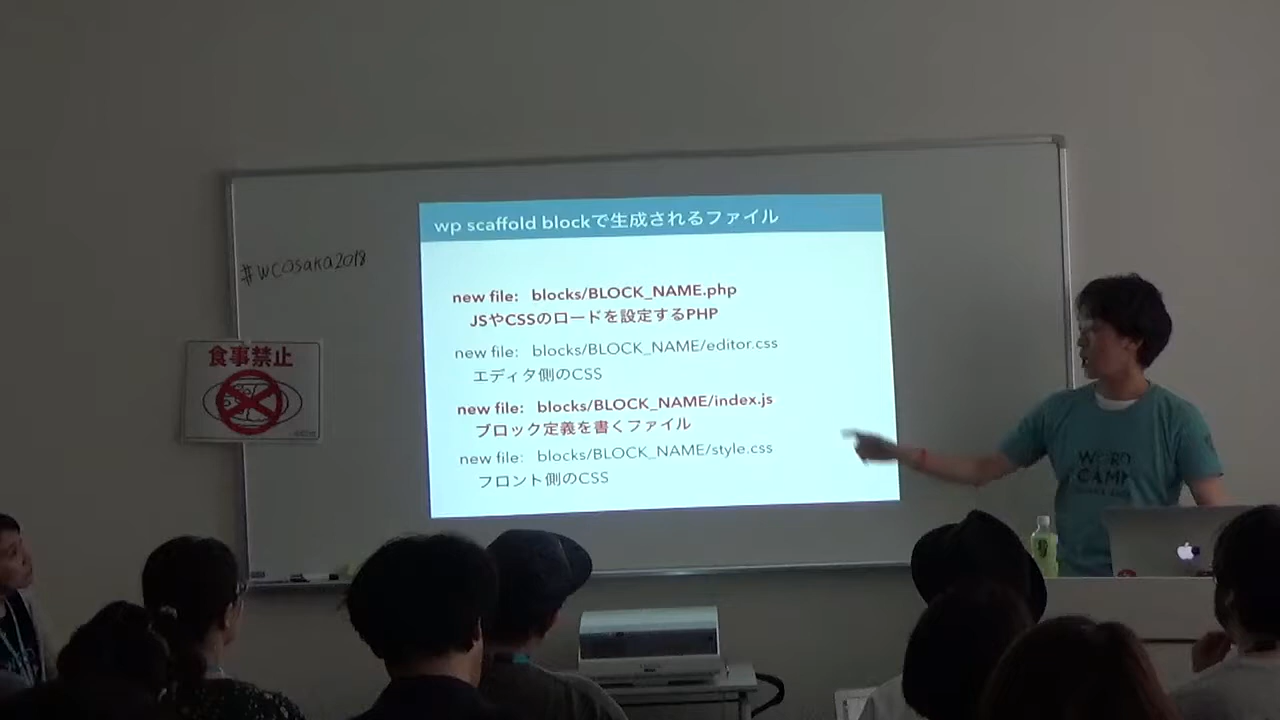 wp scaffold blockで生成されるファイル
new file: blocks/BLOCK_NAME.php
JSやCSSのロードを設定するPHP
new file: blocks/BLOCK_NAME/editor.css
エディタ側のCSS
new file: blocks/BLOCK_NAME/index.js
ブロック定義を書くファイル
new file: blocks/BLOCK_NAME/style.css
フロント側のCSS
#WCOsaka2018
食事禁止
WORD
CAMP